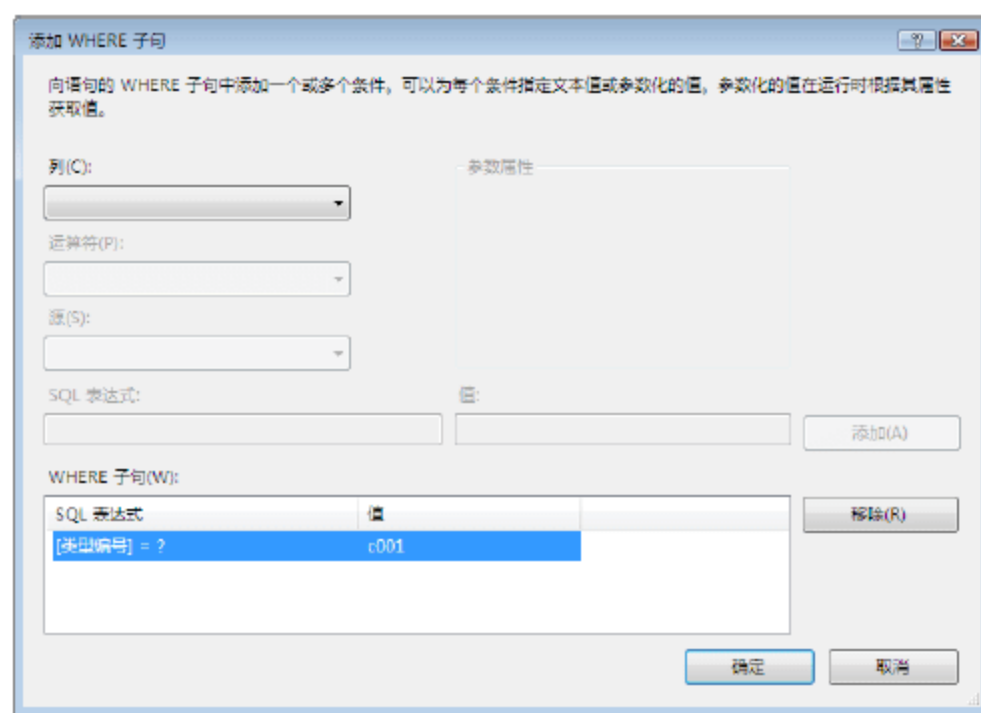 添加 WHERE 子句
向语句的 WHERE 子句中添加一个或多个条件，可以为每个条件指定文本值或参数化的值，参数化的值在运行时根据其属性
获取值。
列(C):
参数属性
运算符(P):
源(S):
SQL 表达式:
值:
添加(A)
WHERE 子句(W):
SQL 表达式 值
移除(R)
[类型编号] = ? c001
确定 取消